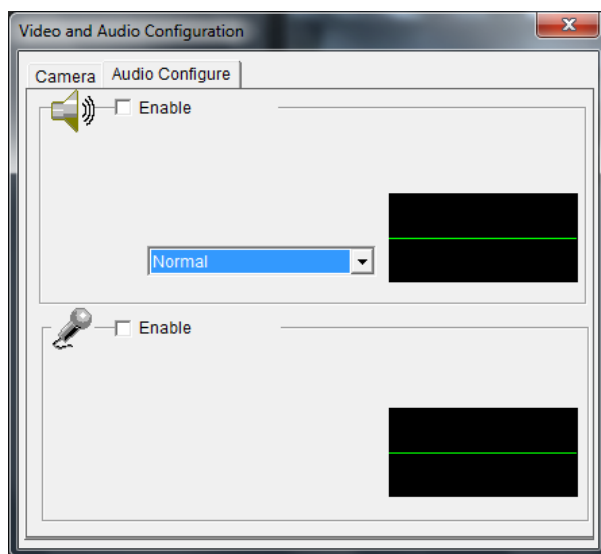 Video and Audio Configuration
Camera Audio Configure
Enable
Normal
Enable